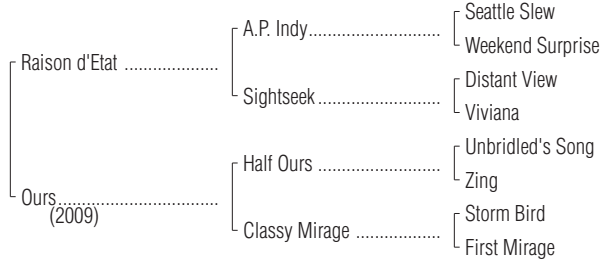 Seattle Slew
A.P. Indy
Weekend Surprise
Raison d'Etat
Distant View
Sightseek
Viviana
Unbridled's Song
Half Ours
Zing
Ours
(2009)
Storm Bird
Classy Mirage
First Mirage